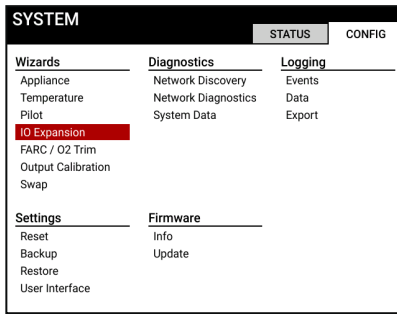 SYSTEM
STATUS CONFIG
Wizards Diagnostics Logging
Appliance Network Discovery Events
Temperature Network Diagnostics Data
Pilot System Data Export
IO Expansion
FARC / O2 Trim
Output Calibration
Swap
Settings Firmware
Reset Info
Backup Update
Restore
User Interface